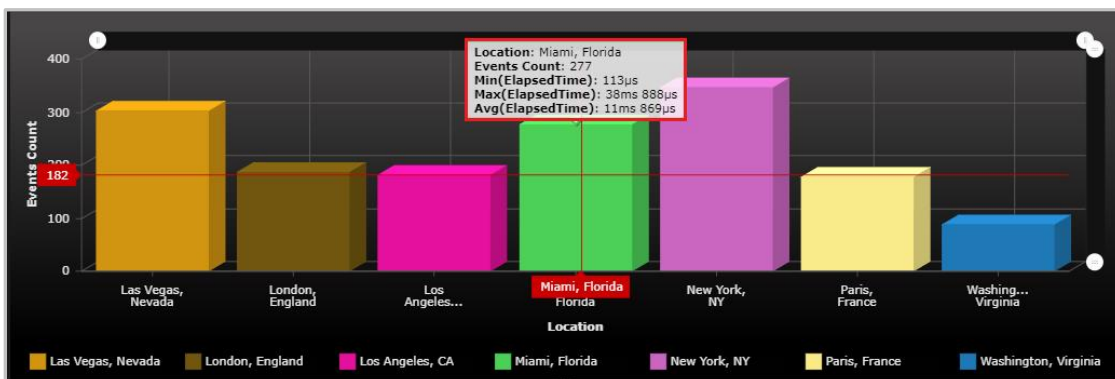 Location: Miami, Florida
Events Count: 277
Min(ElapsedTime): 113µs
Max(ElapsedTime): 38ms 888µs
Avg(ElapsedTime): 11ms 869µs
400
300
200
182
100
0
Events Count
Las Vegas,
Nevada
London,
England
Los
Angeles...
Miami, Florida
Florida
New York,
NY
Paris,
France
Washing...
Virginia
Location
Las Vegas, Nevada
London, England
Los Angeles, CA
Miami, Florida
New York, NY
Paris, France
Washington, Virginia